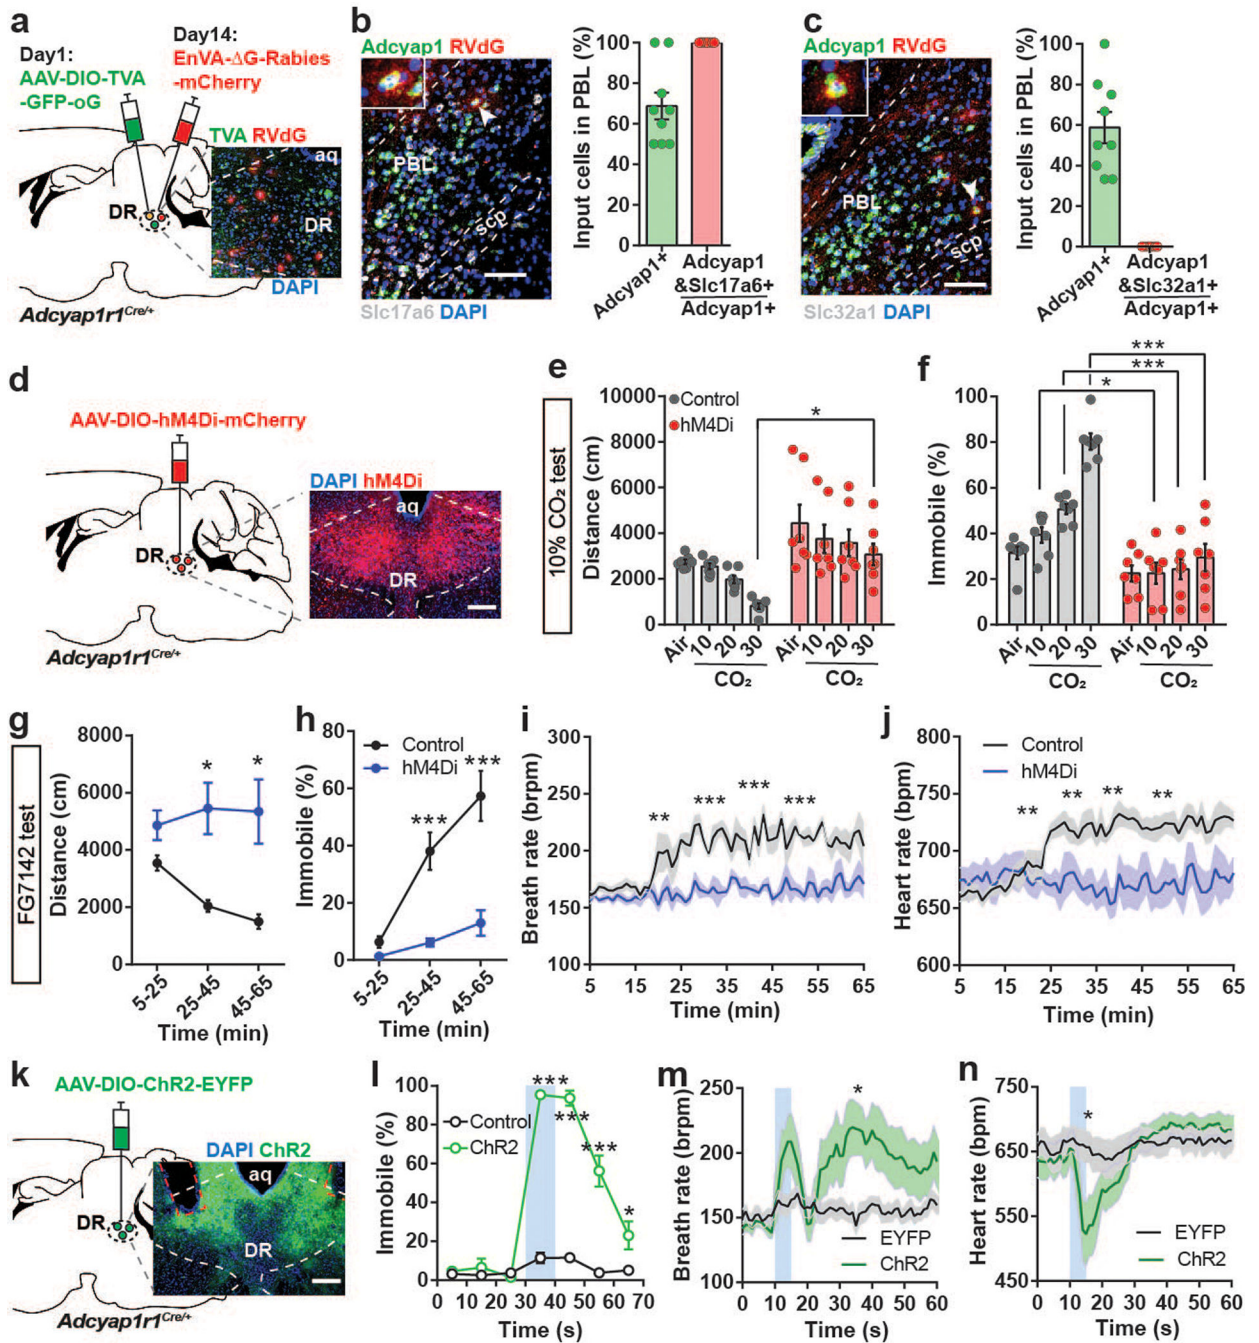 a
Day1:
AAV-DIO-TVA
-GFP-oG
Day14:
EnVA-ΔG-Rabies
-mCherry
TVA RVdG
aq
DR
DR
DAPI
Adcyap1r1Cre/+
b
Adcyap1 RVdG
PBL
scp
Slc17a6 DAPI
Input cells in PBL (%)
100
80
60
40
20
0
Adcyap1+
Adcyap1
&Slc17a6+
Adcyap1+
c
Adcyap1 RVdG
PBL
scp
Slc32a1 DAPI
Input cells in PBL (%)
100
80
60
40
20
0
Adcyap1+
Adcyap1
&Slc32a1+
Adcyap1+
d
AAV-DIO-hM4Di-mCherry
DAPI hM4Di
aq
DR
DR
Adcyap1r1Cre/+
e
10% CO₂ test
Distance (cm)
10000
8000
6000
4000
2000
0
Control
hM4Di
*
Air 10 20 30 Air 10 20 30
CO₂ CO₂
f
Immobile (%)
100
80
60
40
20
0
***
***
*
Air 10 20 30 Air 10 20 30
CO₂ CO₂
g
FG7142 test
Distance (cm)
8000
6000
4000
2000
0
* *
5-25 25-45 45-65
Time (min)
h
Immobile (%)
80
60
40
20
0
Control
hM4Di
*** ***
5-25 25-45 45-65
Time (min)
i
Breath rate (brpm)
300
250
200
150
100
** *** *** ***
5 15 25 35 45 55 65
Time (min)
j
Heart rate (bpm)
800
750
700
650
600
Control
hM4Di
** ** ** **
5 15 25 35 45 55 65
Time (min)
k
AAV-DIO-ChR2-EYFP
DAPI ChR2
aq
DR
DR
Adcyap1r1Cre/+
l
Immobile (%)
100
80
60
40
20
0
Control
ChR2
***
***
***
*
0 10 20 30 40 50 60 70
Time (s)
m
Breath rate (brpm)
250
200
150
100
*
EYFP
ChR2
0 10 20 30 40 50 60
Time (s)
n
Heart rate (bpm)
750
650
550
450
*
EYFP
ChR2
0 10 20 30 40 50 60
Time (s)